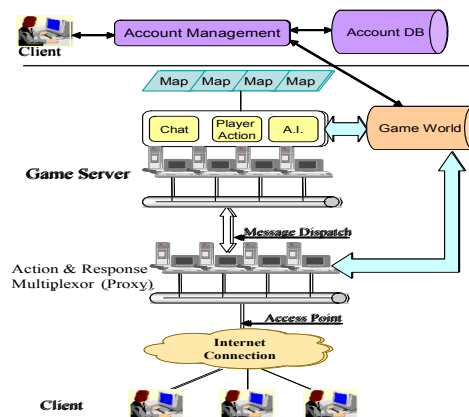 Account Management
Account DB
Client
Map Map Map Map
Chat
Player
Action
A.I.
Game World
Game Server
Message Dispatch
Action & Response
Multiplexor (Proxy)
Access Point
Internet
Connection
Client